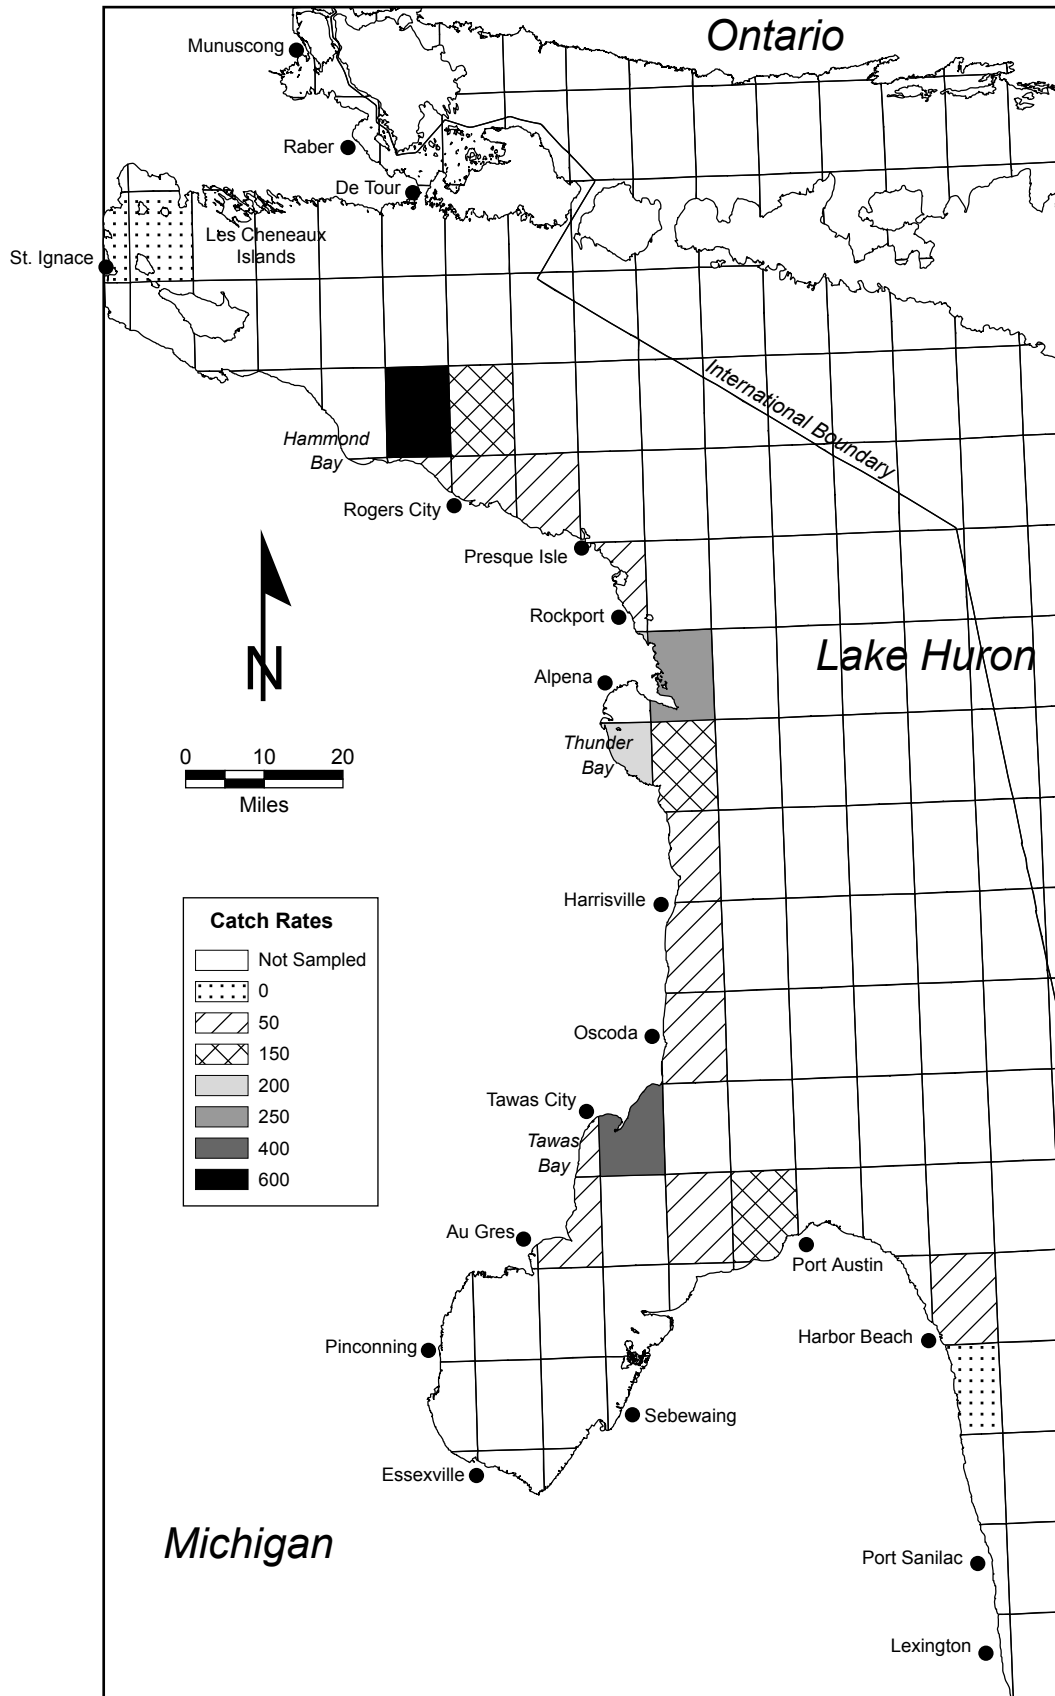 Ontario
Munuscong
Raber
De Tour
Les Cheneaux
Islands
St. Ignace
International Boundary
Hammond
Bay
Rogers City
Presque Isle
Rockport
Lake Huron
Alpena
N
Thunder
Bay
0 10 20
Miles
Harrisville
Catch Rates
Not Sampled
0
50
150
200
250
400
600
Oscoda
Tawas City
Tawas
Bay
Au Gres
Port Austin
Harbor Beach
Pinconning
Sebewaing
Essexville
Michigan
Port Sanilac
Lexington